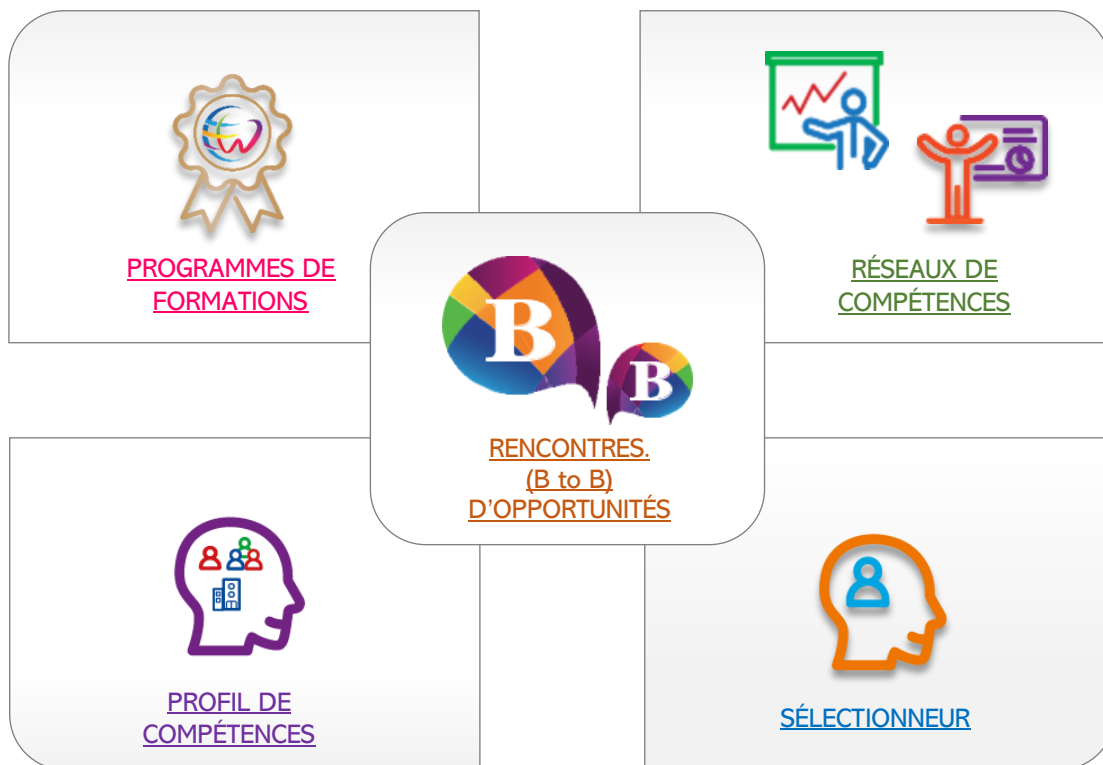 PROGRAMMES DE
FORMATIONS
RÉSEAUX DE
COMPÉTENCES
B
B
RENCONTRES.
(B to B)
D’OPPORTUNITÉS
PROFIL DE
COMPÉTENCES
SÉLECTIONNEUR